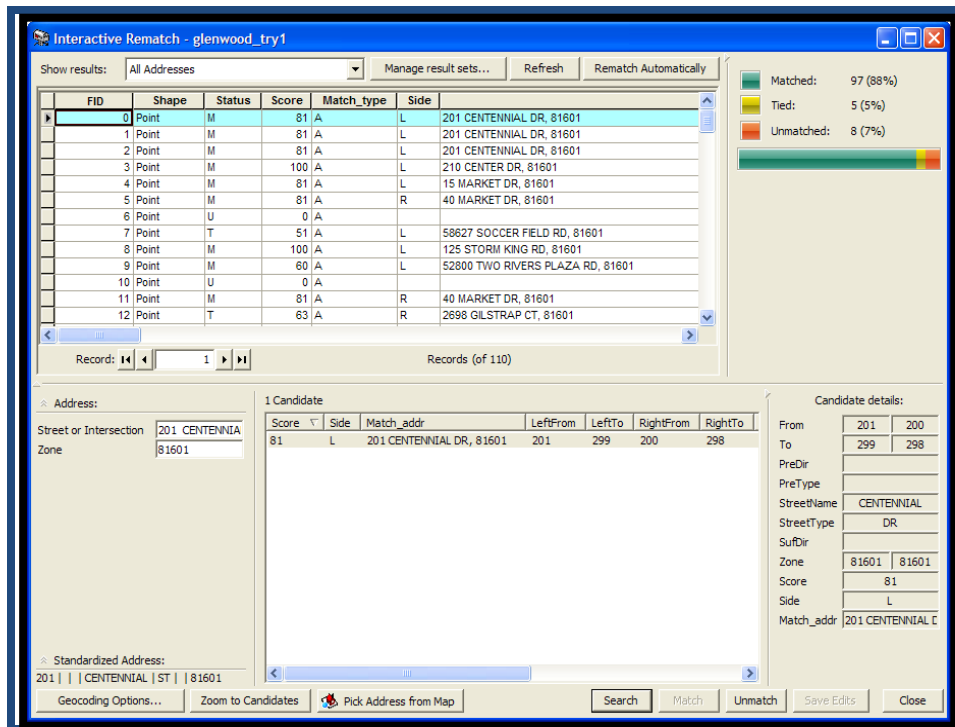 Interactive Rematch - glenwood_try1
Show results: All Addresses Manage result sets... Refresh Rematch Automatically
FID Shape Status Score Match_type Side
0 Point M 81 A L 201 CENTENNIAL DR, 81601
1 Point M 81 A L 201 CENTENNIAL DR, 81601
2 Point M 81 A L 201 CENTENNIAL DR, 81601
3 Point M 100 A L 210 CENTER DR, 81601
4 Point M 81 A L 15 MARKET DR, 81601
5 Point M 81 A R 40 MARKET DR, 81601
6 Point U 0 A
7 Point T 51 A L 58627 SOCCER FIELD RD, 81601
8 Point M 100 A L 125 STORM KING RD, 81601
9 Point M 60 A L 52800 TWO RIVERS PLAZA RD, 81601
10 Point U 0 A
11 Point M 81 A R 40 MARKET DR, 81601
12 Point T 63 A R 2698 GILSTRAP CT, 81601
Record: 1 Records (of 110)
Matched: 97 (88%)
Tied: 5 (5%)
Unmatched: 8 (7%)
Address:
Street or Intersection 201 CENTENNIA
Zone 81601
Standardized Address:
201 | | | CENTENNIAL | ST | | 81601
1 Candidate
Score Side Match_addr LeftFrom LeftTo RightFrom RightTo
81 L 201 CENTENNIAL DR, 81601 201 299 200 298
Candidate details:
From 201 200
To 299 298
PreDir
PreType
StreetName CENTENNIAL
StreetType DR
SufDir
Zone 81601 81601
Score 81
Side L
Match_addr 201 CENTENNIAL D
Geocoding Options... Zoom to Candidates Pick Address from Map Search Match Unmatch Save Edits Close